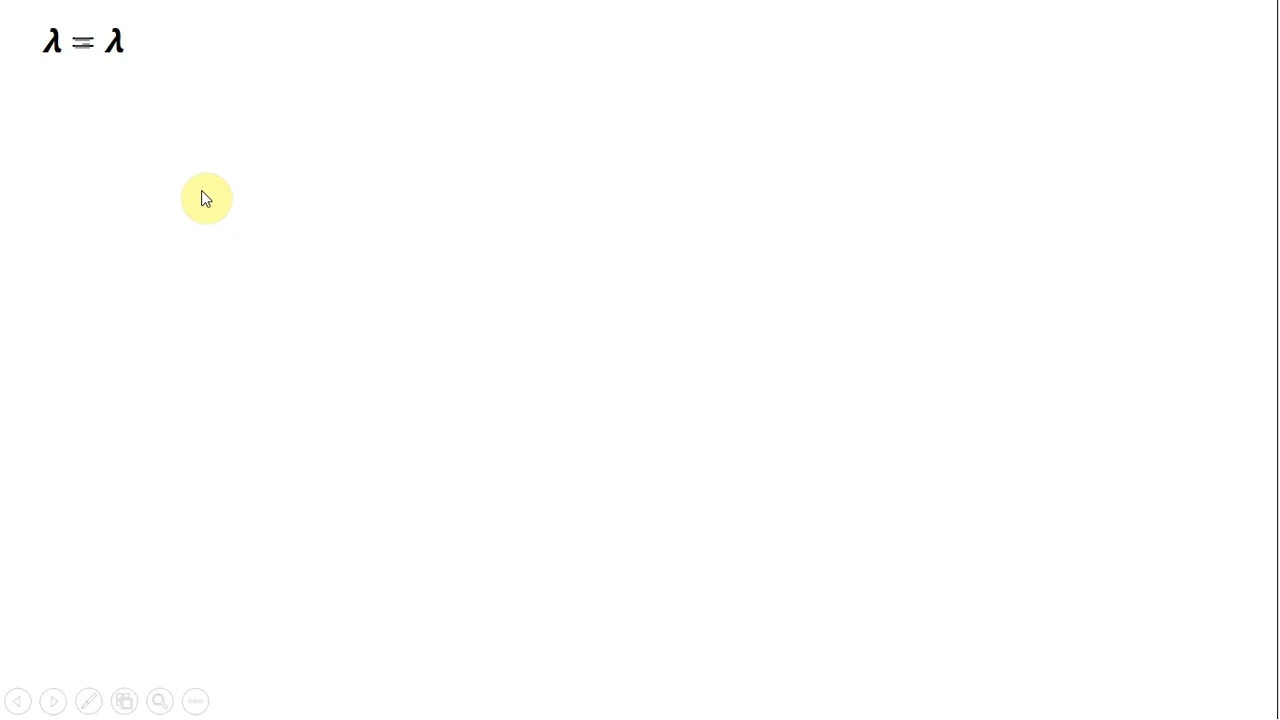 λ = λ